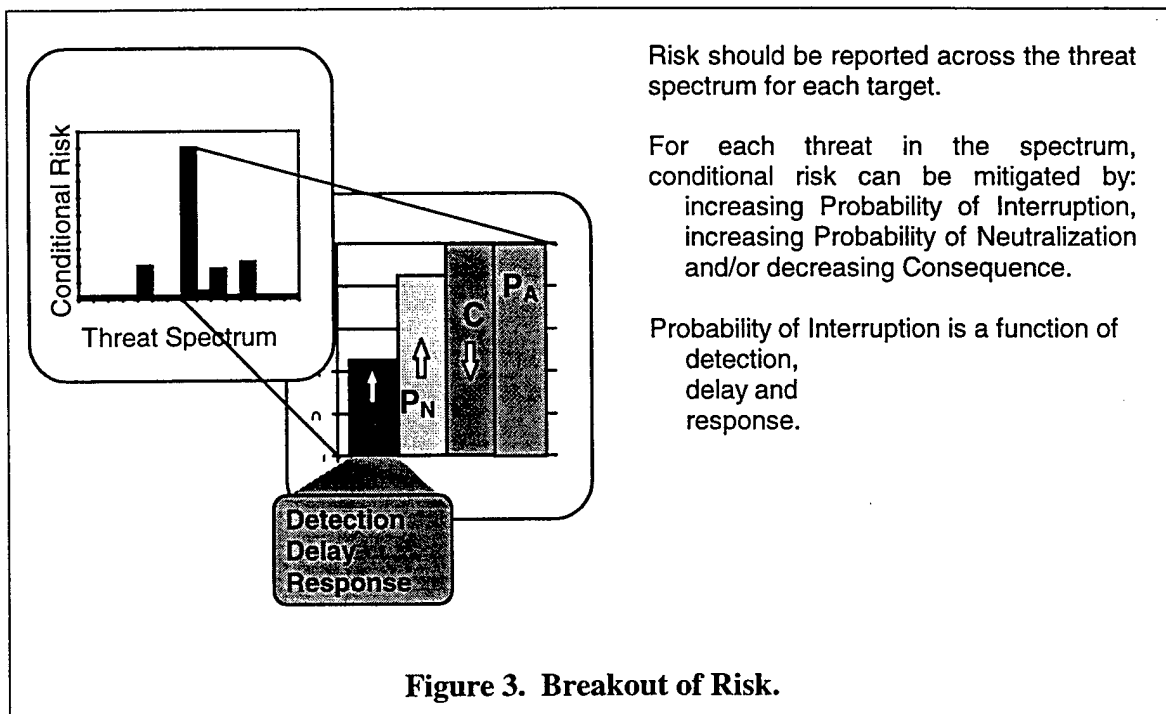 Conditional Risk
Threat Spectrum
PN
C
PA
Detection
Delay
Response
Risk should be reported across the threat
spectrum for each target.
For each threat in the spectrum,
conditional risk can be mitigated by:
increasing Probability of Interruption,
increasing Probability of Neutralization
and/or decreasing Consequence.
Probability of Interruption is a function of
detection,
delay and
response.
Figure 3. Breakout of Risk.